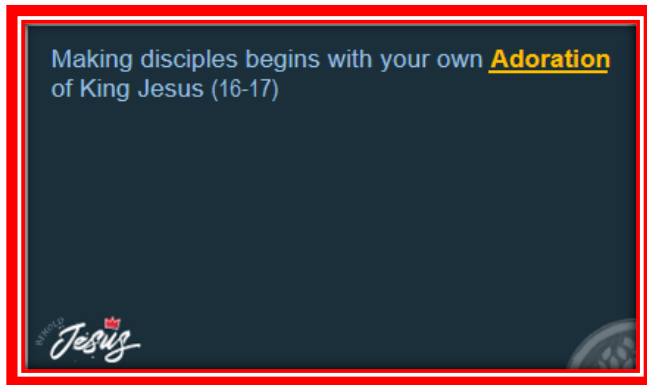 Making disciples begins with your own Adoration
of King Jesus (16-17)
BEHOLD
Jesus